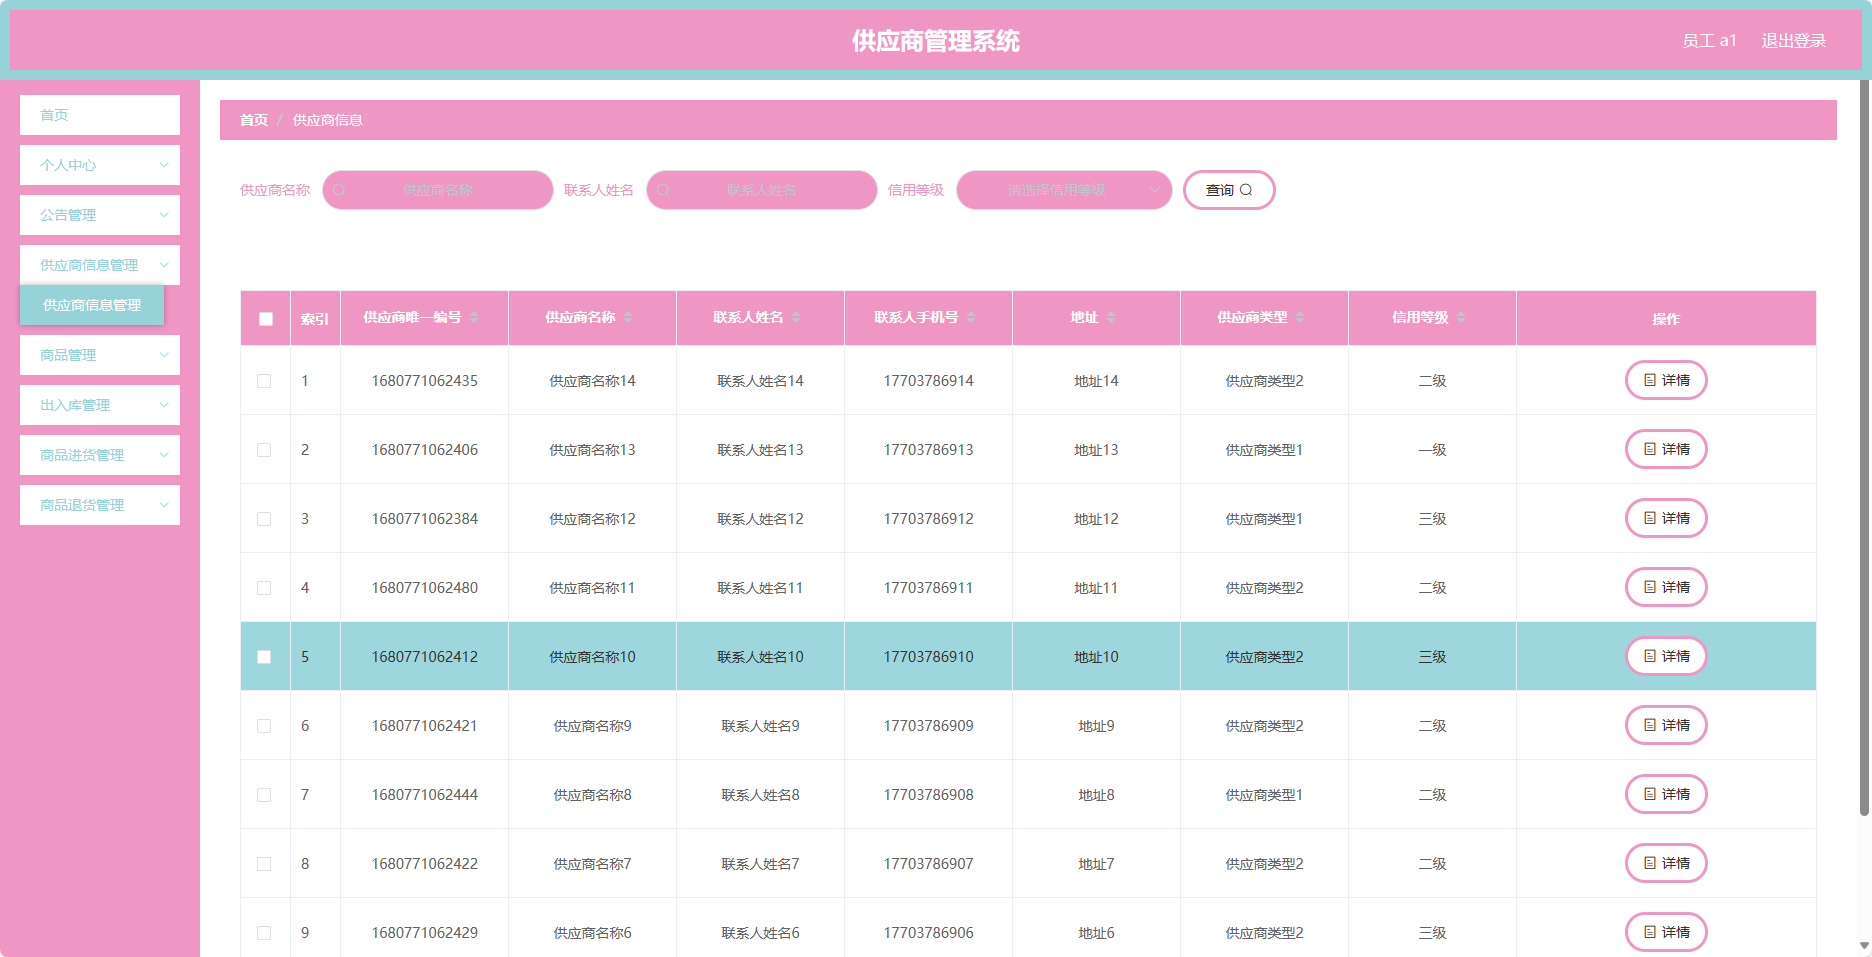 供应商管理系统
员工 a1 退出登录
首页
个人中心
公告管理
供应商信息管理
供应商信息管理
商品管理
出入库管理
商品进货管理
商品退货管理
首页 / 供应商信息
供应商名称 供应商名称 联系人姓名 联系人姓名 信用等级 请选择信用等级 查询
索引 供应商唯一编号 供应商名称 联系人姓名 联系人手机号 地址 供应商类型 信用等级 操作
1 1680771062435 供应商名称14 联系人姓名14 17703786914 地址14 供应商类型2 二级 详情
2 1680771062406 供应商名称13 联系人姓名13 17703786913 地址13 供应商类型1 一级 详情
3 1680771062384 供应商名称12 联系人姓名12 17703786912 地址12 供应商类型1 三级 详情
4 1680771062480 供应商名称11 联系人姓名11 17703786911 地址11 供应商类型2 二级 详情
5 1680771062412 供应商名称10 联系人姓名10 17703786910 地址10 供应商类型2 三级 详情
6 1680771062421 供应商名称9 联系人姓名9 17703786909 地址9 供应商类型2 二级 详情
7 1680771062444 供应商名称8 联系人姓名8 17703786908 地址8 供应商类型1 二级 详情
8 1680771062422 供应商名称7 联系人姓名7 17703786907 地址7 供应商类型2 二级 详情
9 1680771062429 供应商名称6 联系人姓名6 17703786906 地址6 供应商类型2 三级 详情